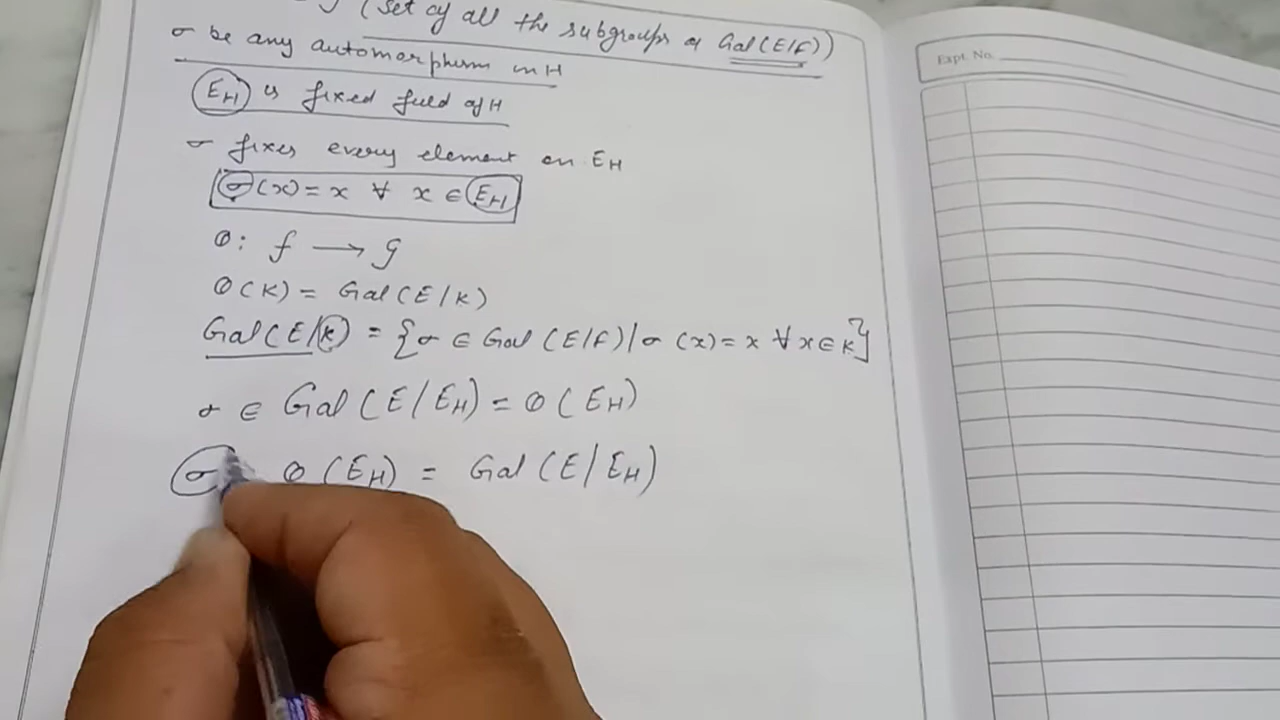 (set of all the subgroups of Gal(E/F))
σ be any automorphism in H
E_H is fixed field of H
σ fixes every element on E_H
σ(x) = x ∀ x ∈ E_H
Φ: f → g
Φ(K) = Gal(E/K)
Gal(E/K) = {σ ∈ Gal(E/F) | σ(x) = x ∀ x ∈ K}
σ ∈ Gal(E/E_H) = Φ(E_H)
σ Φ(E_H) = Gal(E/E_H)
Expt. No.